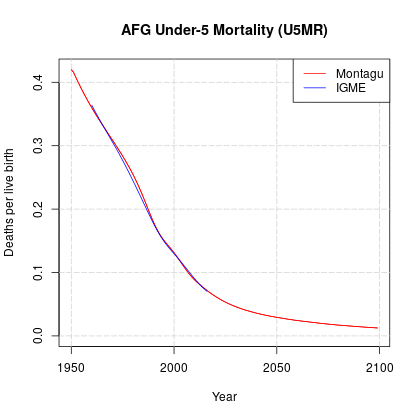 AFG Under-5 Mortality (U5MR)
Montagu
IGME
Deaths per live birth
0.4
0.3
0.2
0.1
0.0
1950
2000
2050
2100
Year